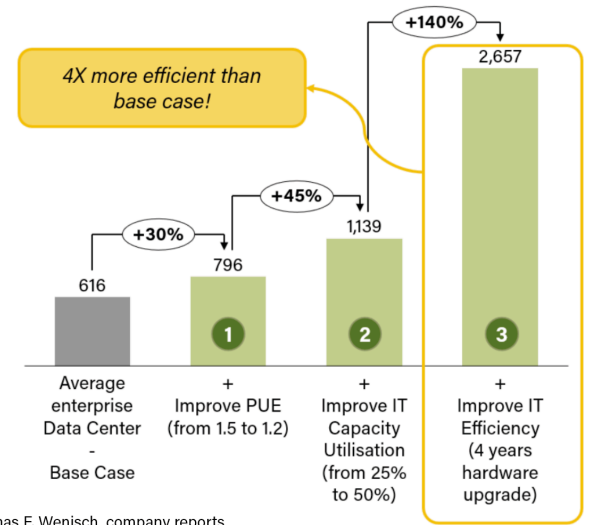 +140%
2,657
4X more efficient than
base case!
+45%
1,139
+30%
796
616
1
2
3
Average
enterprise
Data Center
-
Base Case
+
Improve PUE
(from 1.5 to 1.2)
+
Improve IT
Capacity
Utilisation
(from 25%
to 50%)
+
Improve IT
Efficiency
(4 years
hardware
upgrade)
F. Wenisch, company reports